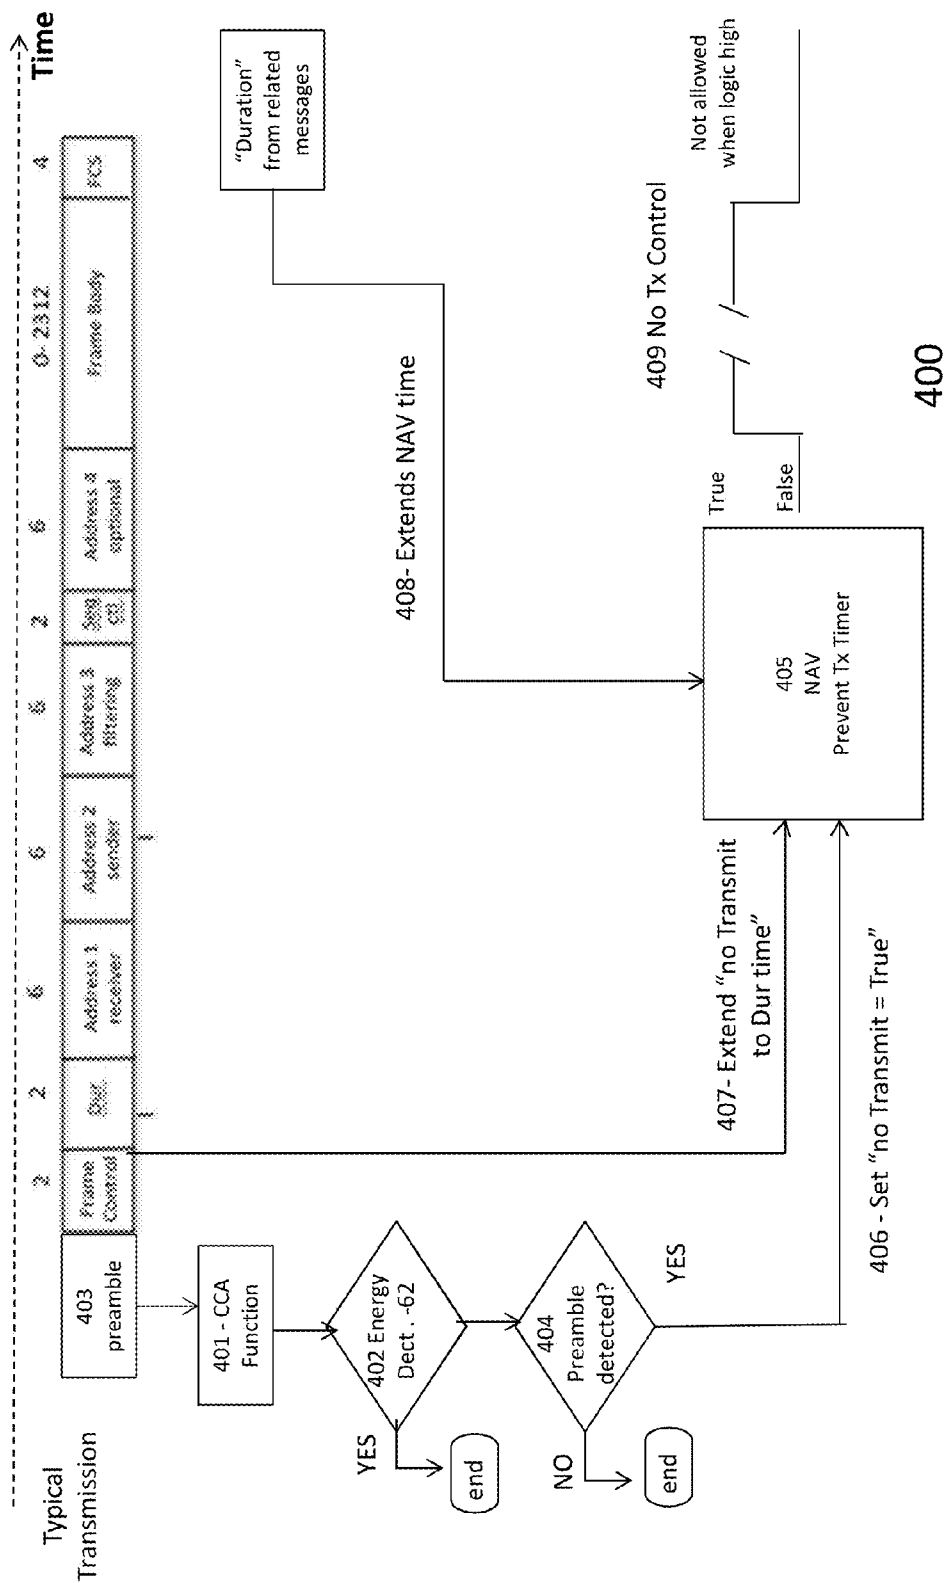 Time
2
2
6
6
6
2
6
0-2312
4
Typical
Transmission
403
preamble
Frame
Control
Dur
Address 1
receiver
Address 2
sender
Address 3
filtering
Seq
ctl
Address 4
optional
Frame Body
FCS
401 - CCA
Function
"Duration"
from related
messages
402 Energy
Dect . -62
YES
end
404
Preamble
detected?
NO
end
YES
408- Extends NAV time
407- Extend "no Transmit
to Dur time"
406 - Set "no Transmit = True"
405
NAV
Prevent Tx Timer
409 No Tx Control
True
False
Not allowed
when logic high
400